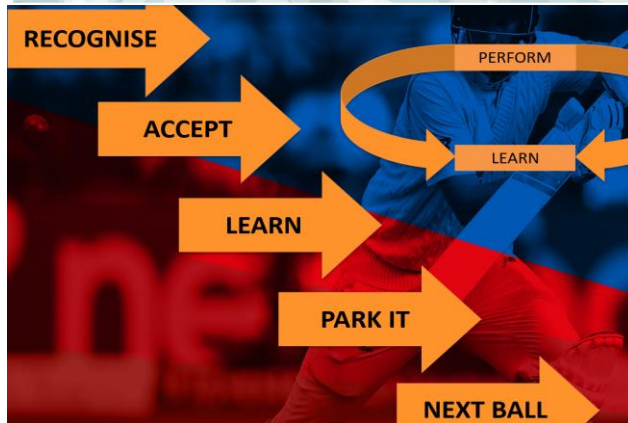 RECOGNISE
PERFORM
ACCEPT
LEARN
LEARN
PARK IT
NEXT BALL